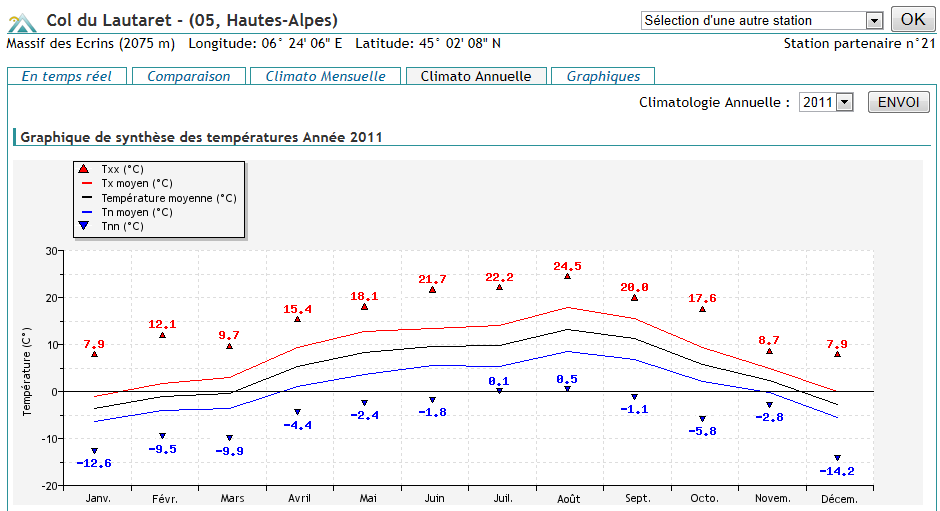 Col du Lautaret - (05, Hautes-Alpes)
Sélection d'une autre station
OK
Massif des Ecrins (2075 m) Longitude: 06° 24' 06" E Latitude: 45° 02' 08" N
Station partenaire n°21
En temps réel Comparaison Climato Mensuelle Climato Annuelle Graphiques
Climatologie Annuelle : 2011 ENVOI
Graphique de synthèse des températures Année 2011
Txx (°C)
Tx moyen (°C)
Température moyenne (°C)
Tn moyen (°C)
Tnn (°C)
Température (C°)
30
20
10
0
-10
-20
7.9 12.1 9.7 15.4 18.1 21.7 22.2 24.5 20.0 17.6 8.7 7.9
-12.6 -9.5 -9.9 -4.4 -2.4 -1.8 0.1 0.5 -1.1 -5.8 -2.8 -14.2
Janv. Févr. Mars Avril Mai Juin Juil. Août Sept. Octo. Novem. Décem.